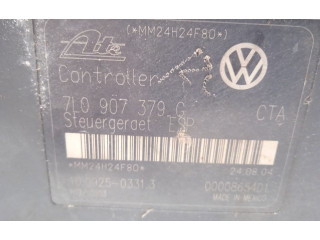 (*MM24H24F80*)
Ate
Controller
7L0 907 379 G
CTA
Steuergeraet ESP
*MM24H24F80*
24.08.04
MADE IN MEXICO